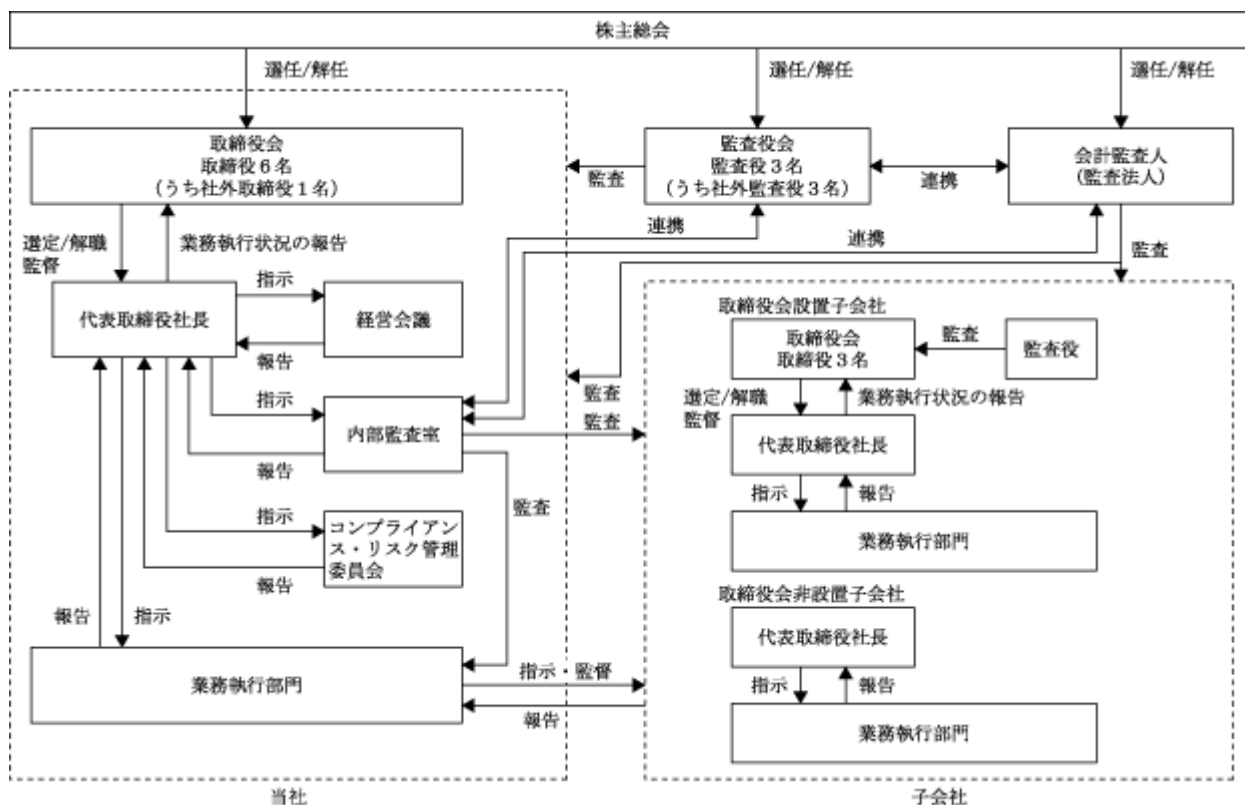 株主総会
選任/解任
選任/解任
選任/解任
取締役会
取締役6名
(うち社外取締役1名)
監査役会
監査役3名
(うち社外監査役3名)
会計監査人
(監査法人)
監査
連携
連携
連携
監査
選定/解職
監督
業務執行状況の報告
代表取締役社長
指示
報告
経営会議
指示
報告
内部監査室
監査
監査
監査
指示
報告
コンプライアン
ス・リスク管理
委員会
報告
指示
業務執行部門
指示・監督
報告
取締役会設置子会社
取締役会
取締役3名
監査
監査役
選定/解職
監督
業務執行状況の報告
代表取締役社長
指示
報告
業務執行部門
取締役会非設置子会社
代表取締役社長
指示
報告
業務執行部門
当社
子会社